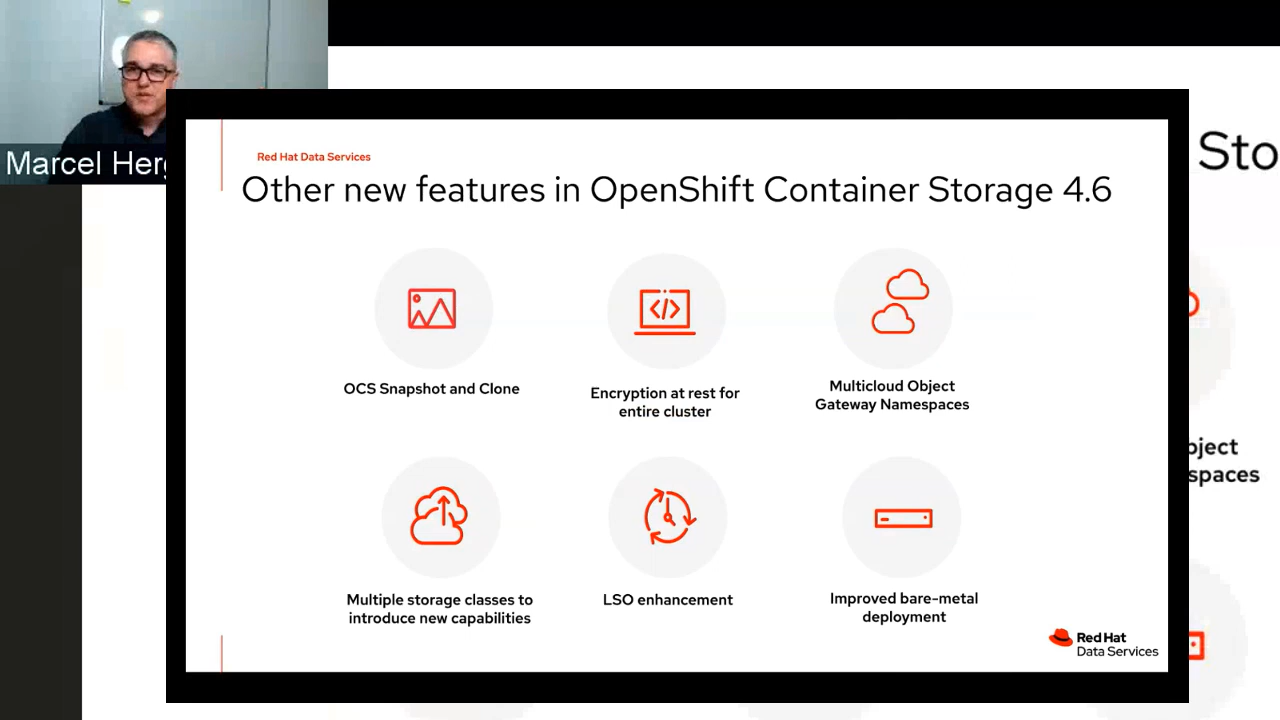 Marcel Herg
Sto
Red Hat Data Services
Other new features in OpenShift Container Storage 4.6
OCS Snapshot and Clone
Encryption at rest for
entire cluster
Multicloud Object
Gateway Namespaces
bject
spaces
Multiple storage classes to
introduce new capabilities
LSO enhancement
Improved bare-metal
deployment
Red Hat
Data Services